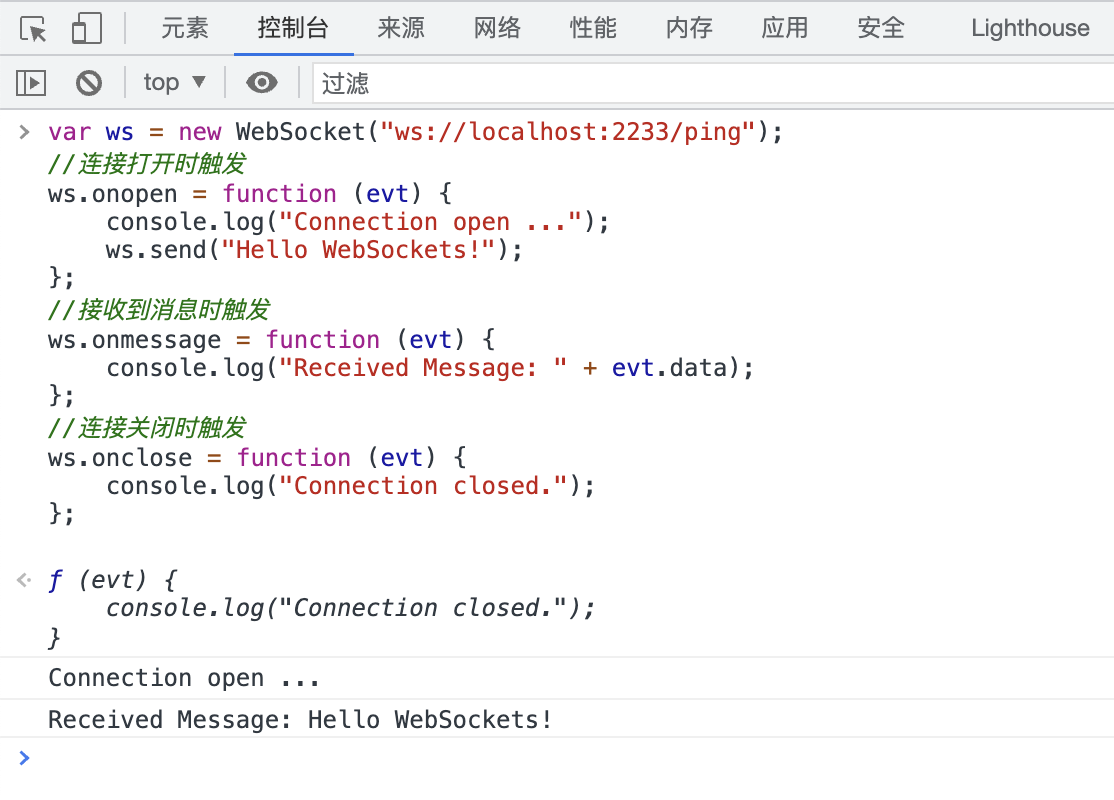 元素 控制台 来源 网络 性能 内存 应用 安全 Lighthouse
top ▼ 过滤
var ws = new WebSocket("ws://localhost:2233/ping");
//连接打开时触发
ws.onopen = function (evt) {
    console.log("Connection open ...");
    ws.send("Hello WebSockets!");
};
//接收到消息时触发
ws.onmessage = function (evt) {
    console.log("Received Message: " + evt.data);
};
//连接关闭时触发
ws.onclose = function (evt) {
    console.log("Connection closed.");
};
ƒ (evt) {
    console.log("Connection closed.");
}
Connection open ...
Received Message: Hello WebSockets!